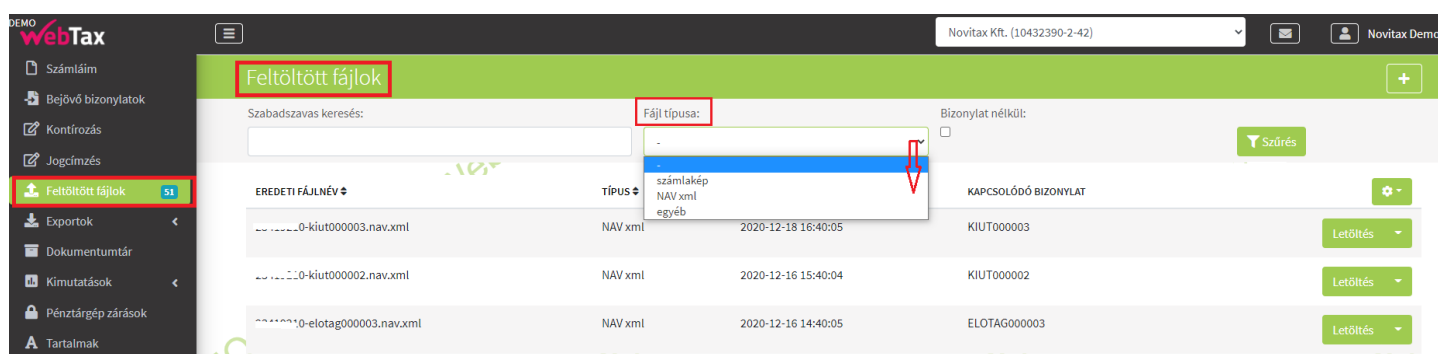 DEMO
WebTax
Novitax Kft. (10432390-2-42)
Novitax Demo
Számláim
Bejövő bizonylatok
Kontírozás
Jogcímzés
Feltöltött fájlok 51
Exportok
Dokumentumtár
Kimutatások
Pénztárgép zárások
Tartalmak
Feltöltött fájlok
+
Szabadszavas keresés:
Fájl típusa:
Bizonylat nélkül:
-
Szűrés
-
számlakép
NAV xml
egyéb
EREDETI FÁJLNÉV
TÍPUS
KAPCSOLÓDÓ BIZONYLAT
0-kiut000003.nav.xml NAV xml 2020-12-18 16:40:05 KIUT000003 Letöltés
0-kiut000002.nav.xml NAV xml 2020-12-16 15:40:04 KIUT000002 Letöltés
0-elotag000003.nav.xml NAV xml 2020-12-16 14:40:05 ELOTAG000003 Letöltés